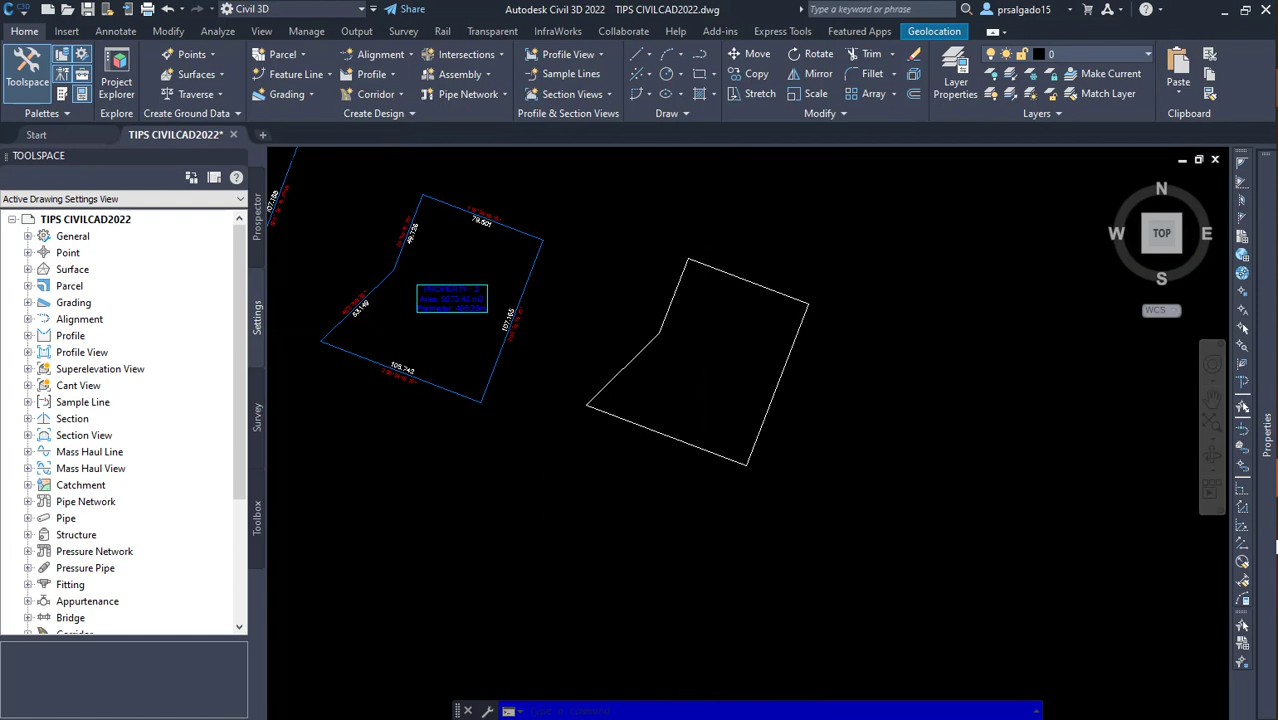 C3D
Civil 3D
Share
Autodesk Civil 3D 2022 TIPS CIVILCAD2022.dwg
Type a keyword or phrase
prsalgado15
Home Insert Annotate Modify Analyze View Manage Output Survey Rail Transparent InfraWorks Collaborate Help Add-ins Express Tools Featured Apps Geolocation
Points Parcel Alignment Intersections Profile View Move Rotate Trim 0
Toolspace Project Explorer Surfaces Feature Line Profile Assembly Sample Lines Copy Mirror Fillet Layer Properties Make Current Paste
Traverse Grading Corridor Pipe Network Section Views Stretch Scale Array Match Layer
Palettes Explore Create Ground Data Create Design Profile & Section Views Draw Modify Layers Clipboard
Start TIPS CIVILCAD2022*
TOOLSPACE
Active Drawing Settings View
TIPS CIVILCAD2022
General
Point
Surface
Parcel
Grading
Alignment
Profile
Profile View
Superelevation View
Cant View
Sample Line
Section
Section View
Mass Haul Line
Mass Haul View
Catchment
Pipe Network
Pipe
Structure
Pressure Network
Pressure Pipe
Fitting
Appurtenance
Bridge
Corridor
Prospector
Settings
Survey
Toolbox
79.501
107.165
N
W TOP E
S
WCS
Properties